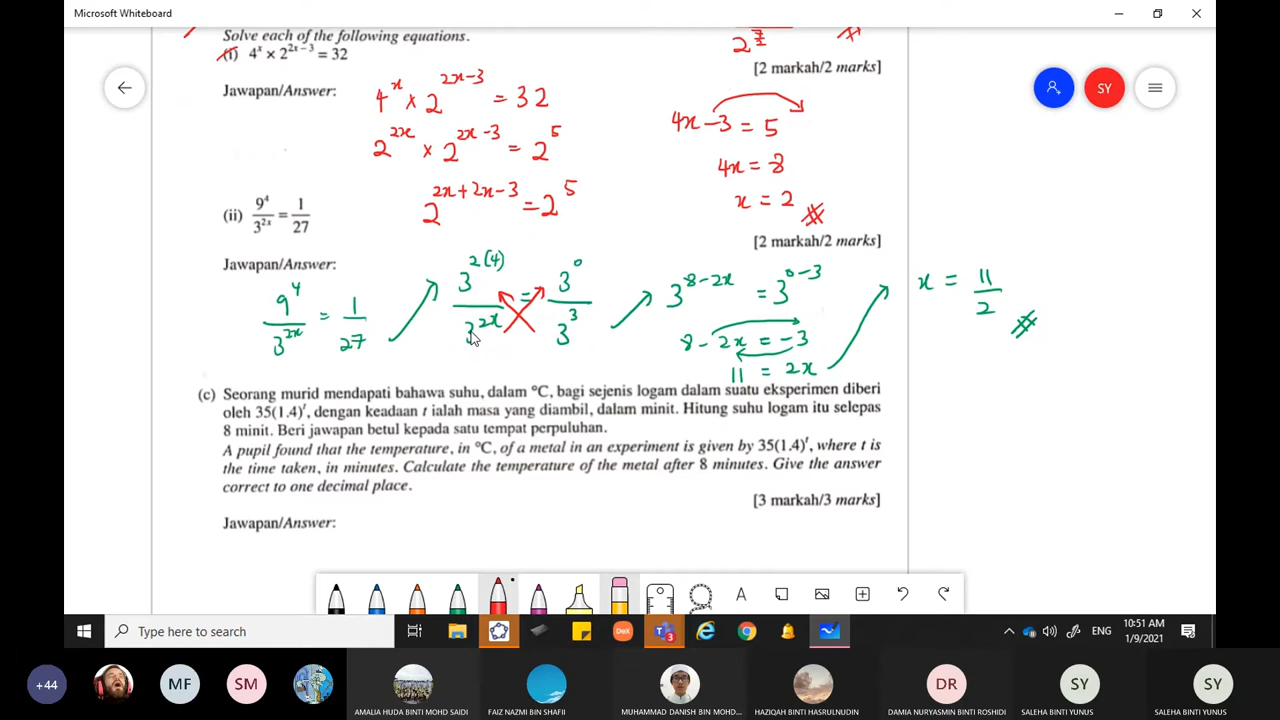 Microsoft Whiteboard
Solve each of the following equations.
(i) 4^x × 2^{2x−3} = 32
[2 markah/2 marks]
Jawapan/Answer:
4^x × 2^{2x−3} = 32
2^{2x} × 2^{2x−3} = 2^5
2^{2x+2x−3} = 2^5
4x − 3 = 5
4x = 8
x = 2
(ii) 9^4/3^{2x} = 1/27
[2 markah/2 marks]
Jawapan/Answer:
9^4/3^{2x} = 1/27
3^{2(4)}/3^{2x} = 3^0/3^3
3^{8−2x} = 3^{0−3}
8 − 2x = −3
11 = 2x
x = 11/2
(c) Seorang murid mendapati bahawa suhu, dalam °C, bagi sejenis logam dalam suatu eksperimen diberi
oleh 35(1.4)^t, dengan keadaan t ialah masa yang diambil, dalam minit. Hitung suhu logam itu selepas
8 minit. Beri jawapan betul kepada satu tempat perpuluhan.
A pupil found that the temperature, in °C, of a metal in an experiment is given by 35(1.4)^t, where t is
the time taken, in minutes. Calculate the temperature of the metal after 8 minutes. Give the answer
correct to one decimal place.
[3 markah/3 marks]
Jawapan/Answer:
SY
A
Type here to search
DeX
3
ENG
10:51 AM
1/9/2021
+44
MF
SM
DR
SY
SY
AMALIA HUDA BINTI MOHD SAIDI
FAIZ NAZMI BIN SHAFII
MUHAMMAD DANISH BIN MOHD...
HAZIQAH BINTI HASRULNUDIN
DAMIA NURYASMIN BINTI ROSHIDI
SALEHA BINTI YUNUS
SALEHA BINTI YUNUS